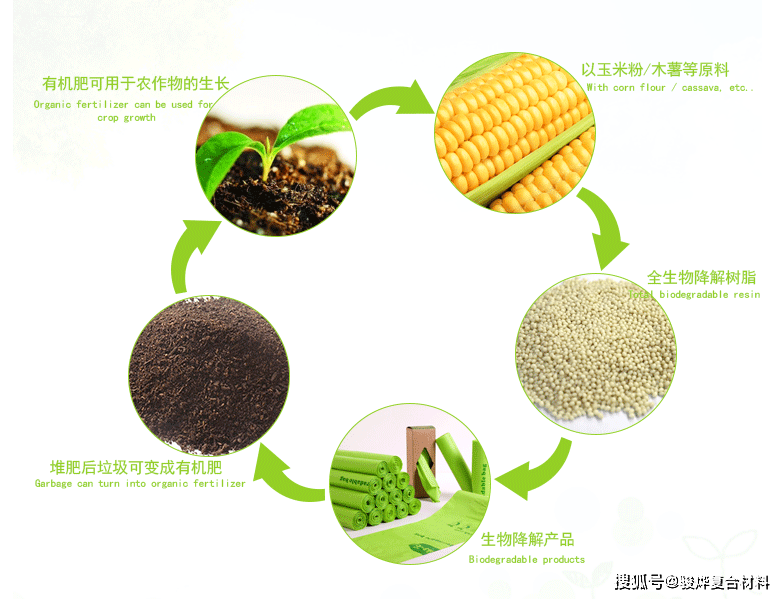 有机肥可用于农作物的生长
Organic fertilizer can be used for
crop growth
以玉米粉/木薯等原料
With corn flour / cassava, etc..
全生物降解树脂
Total biodegradable resin
生物降解产品
Biodegradable products
堆肥后垃圾可变成有机肥
Garbage can turn into organic fertilizer
搜狐号@骏烨复合材料